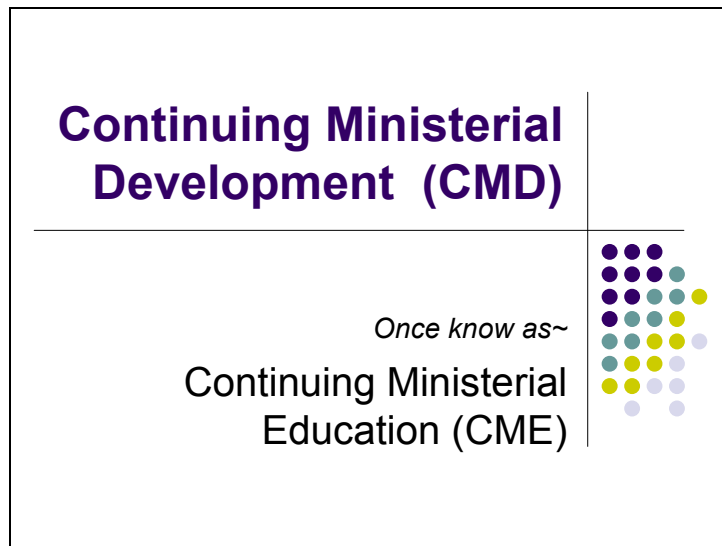 Continuing Ministerial
Development (CMD)
Once know as~
Continuing Ministerial
Education (CME)